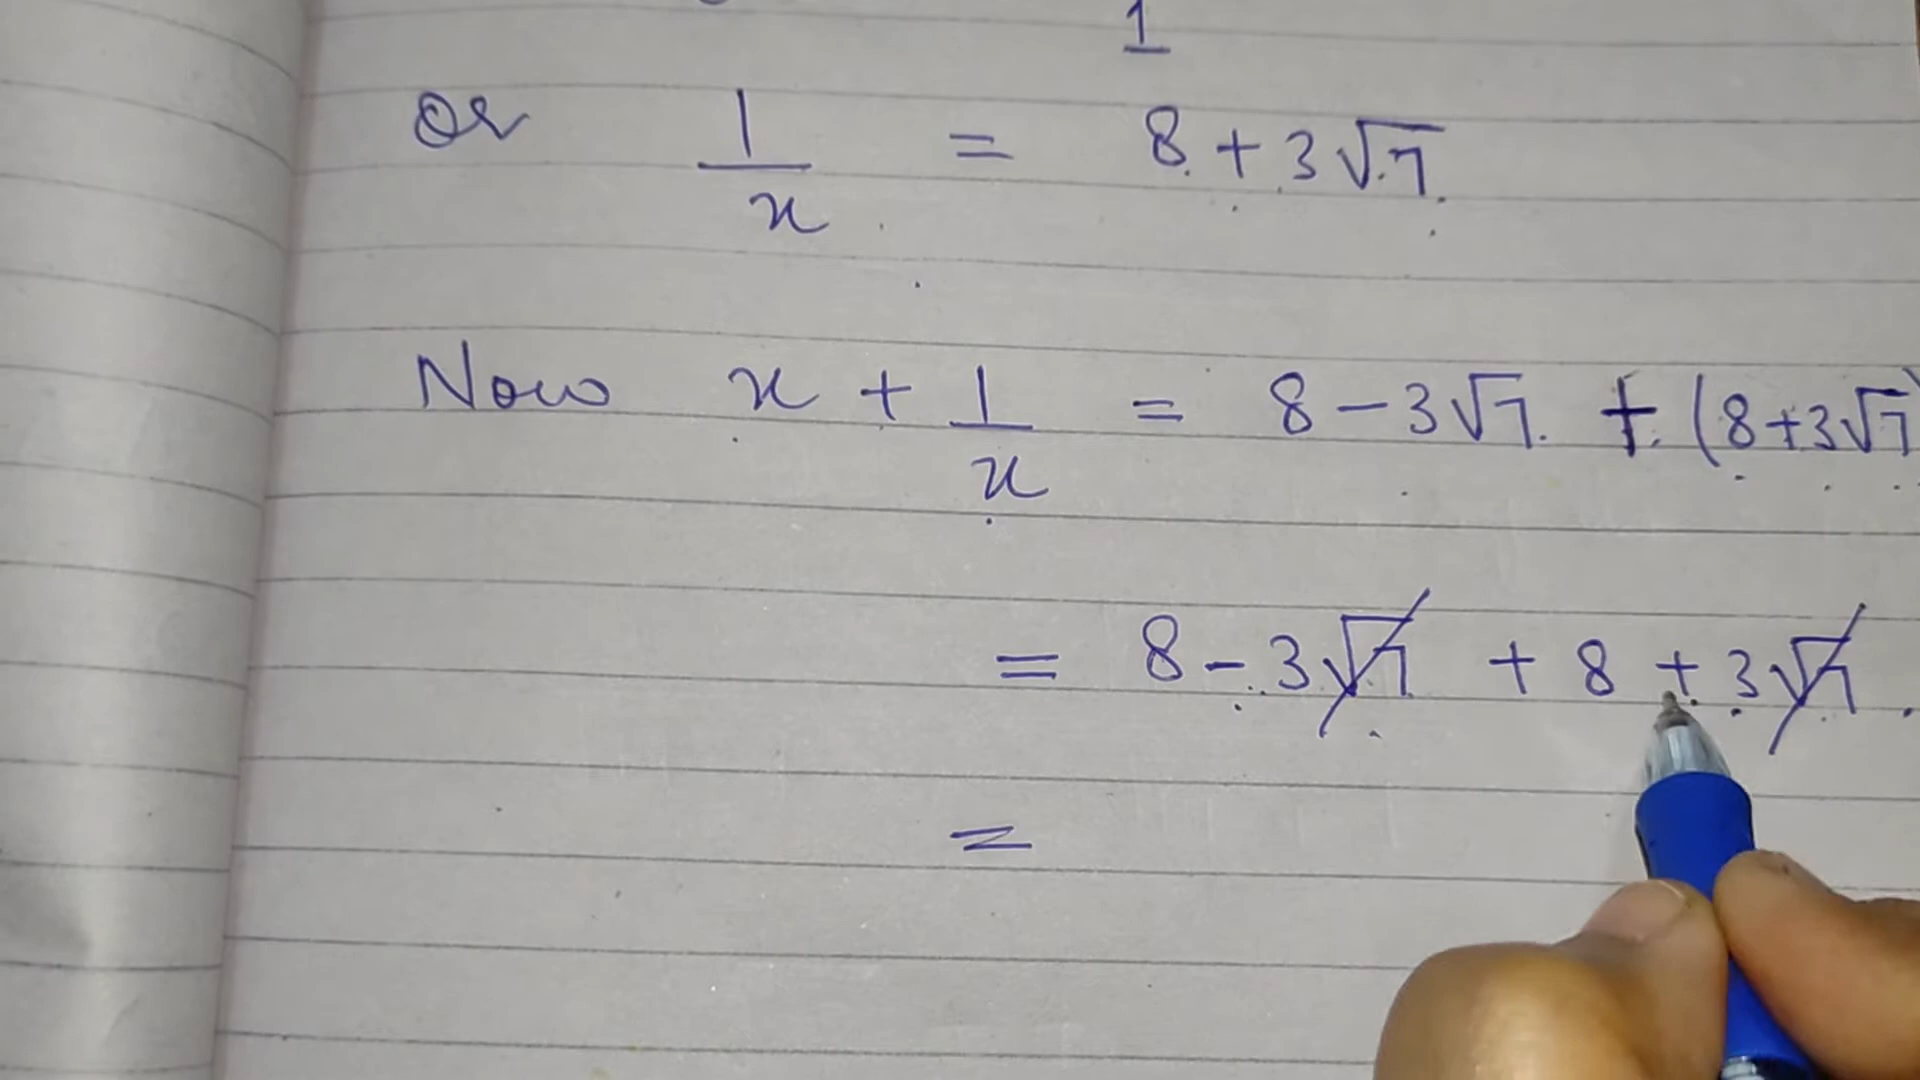 1
or 1/x = 8 + 3√7
Now x + 1/x = 8 - 3√7 + (8+3√7)
= 8 - 3√7 + 8 + 3√7
=